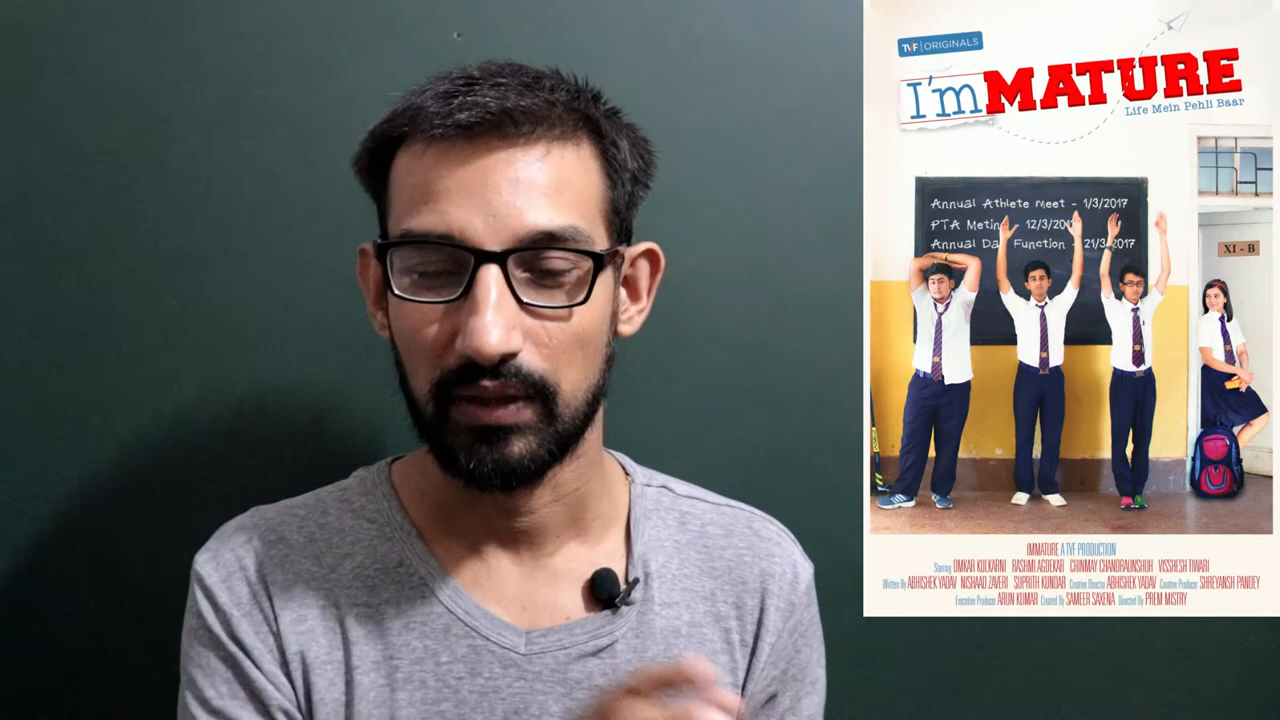 TVF | ORIGINALS
I'm MATURE
Life Mein Pehli Baar
Annual Athlete meet - 1/3/2017
PTA Meting - 12/3/201
Annual Da Function - 21/3/2017
XI - B
IMMATURE A TVF PRODUCTION
Starring OMKAR KULKARNI RASHMI AGDEKAR CHINMAY CHANDRAUNSHUH VISSHESH TIWARI
Written By ABHISHEK YADAV NISHAAD ZAVERI SUPRITH KUNDAR Creative Director ABHISHEK YADAV Creative Producer SHREYANSH PANDEY
Executive Producer ARUN KUMAR Created By SAMEER SAXENA Directed By PREM MISTRY